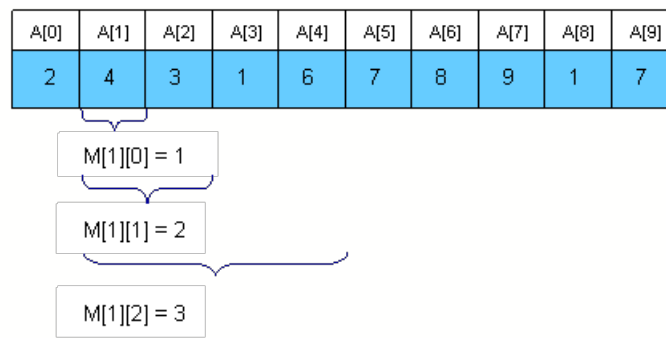 A[0] A[1] A[2] A[3] A[4] A[5] A[6] A[7] A[8] A[9]
2 4 3 1 6 7 8 9 1 7
M[1][0] = 1
M[1][1] = 2
M[1][2] = 3